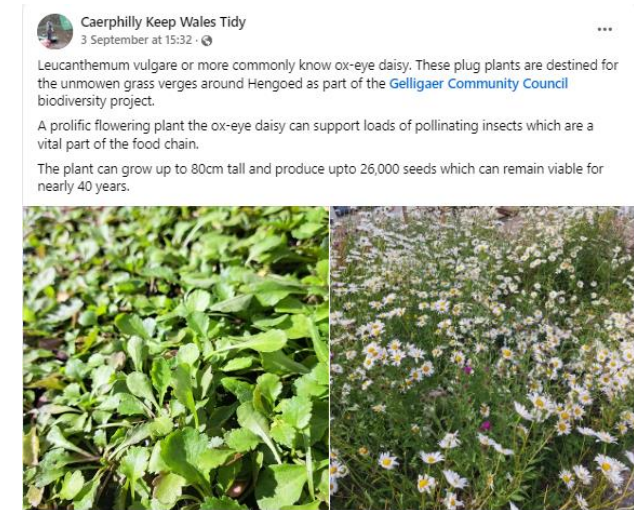 Caerphilly Keep Wales Tidy
3 September at 15:32 ·
Leucanthemum vulgare or more commonly know ox-eye daisy. These plug plants are destined for
the unmowen grass verges around Hengoed as part of the Gelligaer Community Council
biodiversity project.
A prolific flowering plant the ox-eye daisy can support loads of pollinating insects which are a
vital part of the food chain.
The plant can grow up to 80cm tall and produce upto 26,000 seeds which can remain viable for
nearly 40 years.